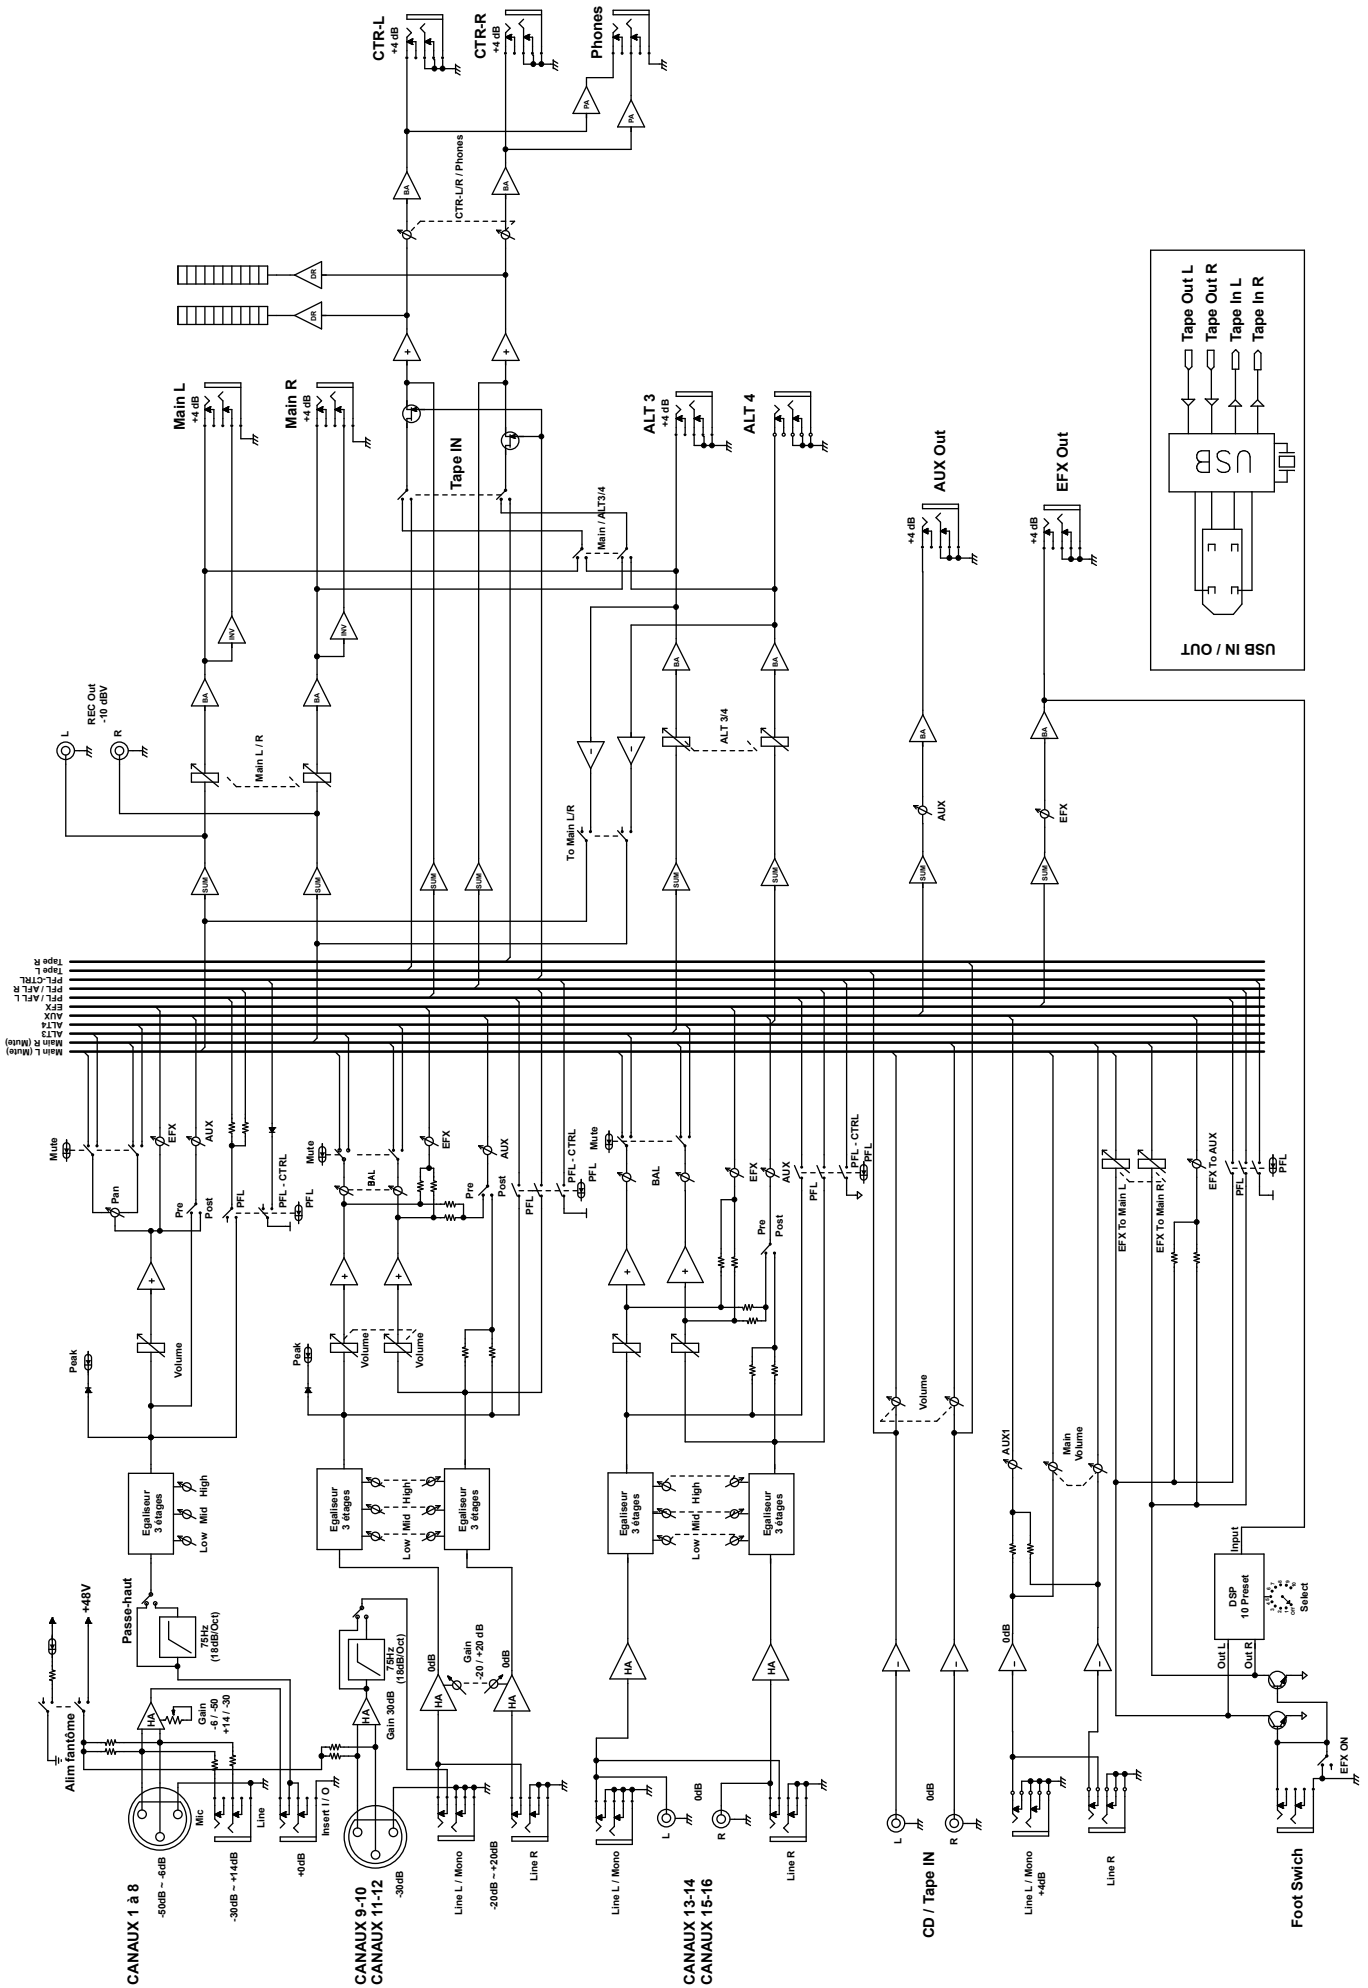 CANAUX 1 à 8
-50dB ~ -6dB
Mic
-30dB ~ +14dB
Line
+0dB
Insert I / O
Alim fantôme
+48V
HA
Gain
-6 / -50
+14 / -30
Passe-haut
75Hz
(18dB/Oct)
Egaliseur
3 étages
Low
Mid
High
Peak
Volume
+
Pan
Mute
EFX
Pre
Post
AUX
PFL
PFL - CTRL
PFL
CANAUX 9-10
CANAUX 11-12
-30dB
Line L / Mono
-20dB ~ +20dB
Line R
HA
Gain 30dB
75Hz
(18dB/Oct)
HA
0dB
Gain
-20 / +20 dB
HA
0dB
Egaliseur
3 étages
Low
Mid
High
Egaliseur
3 étages
Peak
Volume
Volume
+
+
BAL
Mute
EFX
Pre
Post
AUX
PFL
PFL - CTRL
PFL
CANAUX 13-14
CANAUX 15-16
Line L / Mono
L
R
0dB
Line R
HA
HA
Egaliseur
3 étages
Low
Mid
High
Egaliseur
3 étages
+
+
BAL
Mute
EFX
Pre
Post
AUX
PFL
PFL - CTRL
PFL
CD / Tape IN
L
R
0dB
–
–
Volume
Line L / Mono
+4dB
Line R
0dB
–
–
AUX1
Main
Volume
EFX To Main L
EFX To Main R
EFX To AUX
PFL
PFL
Foot Swich
EFX ON
Out L
Out R
DSP
10 Preset
Input
Select
Main L (Mute)
Main R (Mute)
ALT3
ALT4
AUX
EFX
PFL / AFL L
PFL / AFL R
PFL-CTRL
Tape L
Tape R
SUM
SUM
SUM
SUM
SUM
SUM
SUM
SUM
L
R
REC Out
-10 dBV
Main L / R
BA
BA
INV
INV
Main L
+4 dB
Main R
+4 dB
To Main L/R
–
–
ALT 3/4
BA
BA
Main / ALT3/4
Tape IN
ALT 3
+4 dB
ALT 4
+
+
DR
DR
CTR-L/R / Phones
BA
BA
PA
PA
CTR-L
+4 dB
CTR-R
+4 dB
Phones
AUX
BA
AUX Out
+4 dB
EFX
BA
EFX Out
+4 dB
USB IN / OUT
USB
Tape Out L
Tape Out R
Tape In L
Tape In R